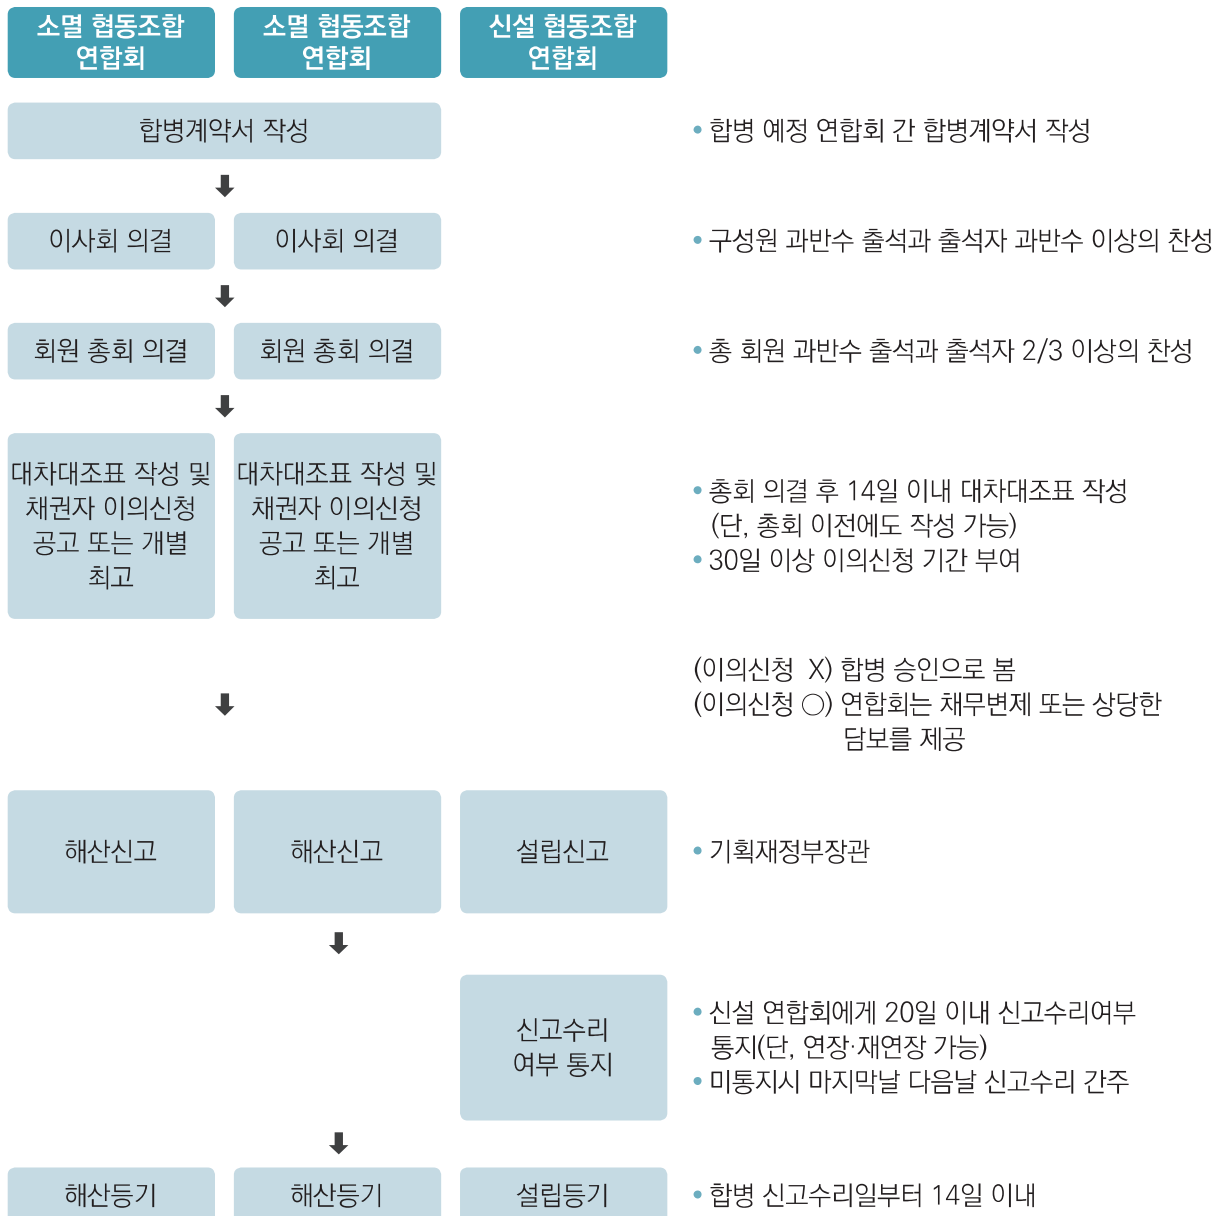 소멸 협동조합
연합회
소멸 협동조합
연합회
신설 협동조합
연합회
합병계약서 작성
• 합병 예정 연합회 간 합병계약서 작성
이사회 의결
이사회 의결
• 구성원 과반수 출석과 출석자 과반수 이상의 찬성
회원 총회 의결
회원 총회 의결
• 총 회원 과반수 출석과 출석자 2/3 이상의 찬성
대차대조표 작성 및
채권자 이의신청
공고 또는 개별
최고
대차대조표 작성 및
채권자 이의신청
공고 또는 개별
최고
• 총회 의결 후 14일 이내 대차대조표 작성
(단, 총회 이전에도 작성 가능)
• 30일 이상 이의신청 기간 부여
(이의신청 X) 합병 승인으로 봄
(이의신청 ○) 연합회는 채무변제 또는 상당한
담보를 제공
해산신고
해산신고
설립신고
• 기획재정부장관
신고수리
여부 통지
• 신설 연합회에게 20일 이내 신고수리여부
통지(단, 연장·재연장 가능)
• 미통지시 마지막날 다음날 신고수리 간주
해산등기
해산등기
설립등기
• 합병 신고수리일부터 14일 이내